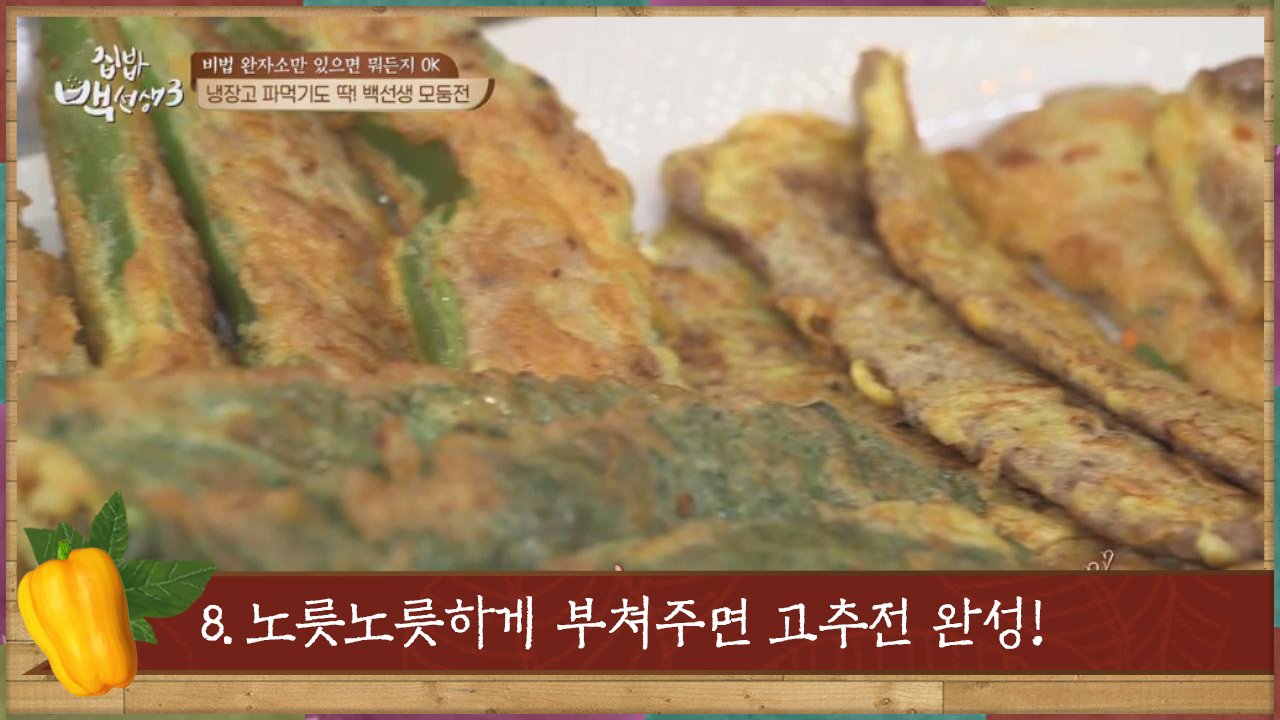 집밥
백선생3
비법 완자소만 있으면 뭐든지 OK
냉장고 파먹기도 딱! 백선생 모둠전
8. 노릇노릇하게 부쳐주면 고추전 완성!